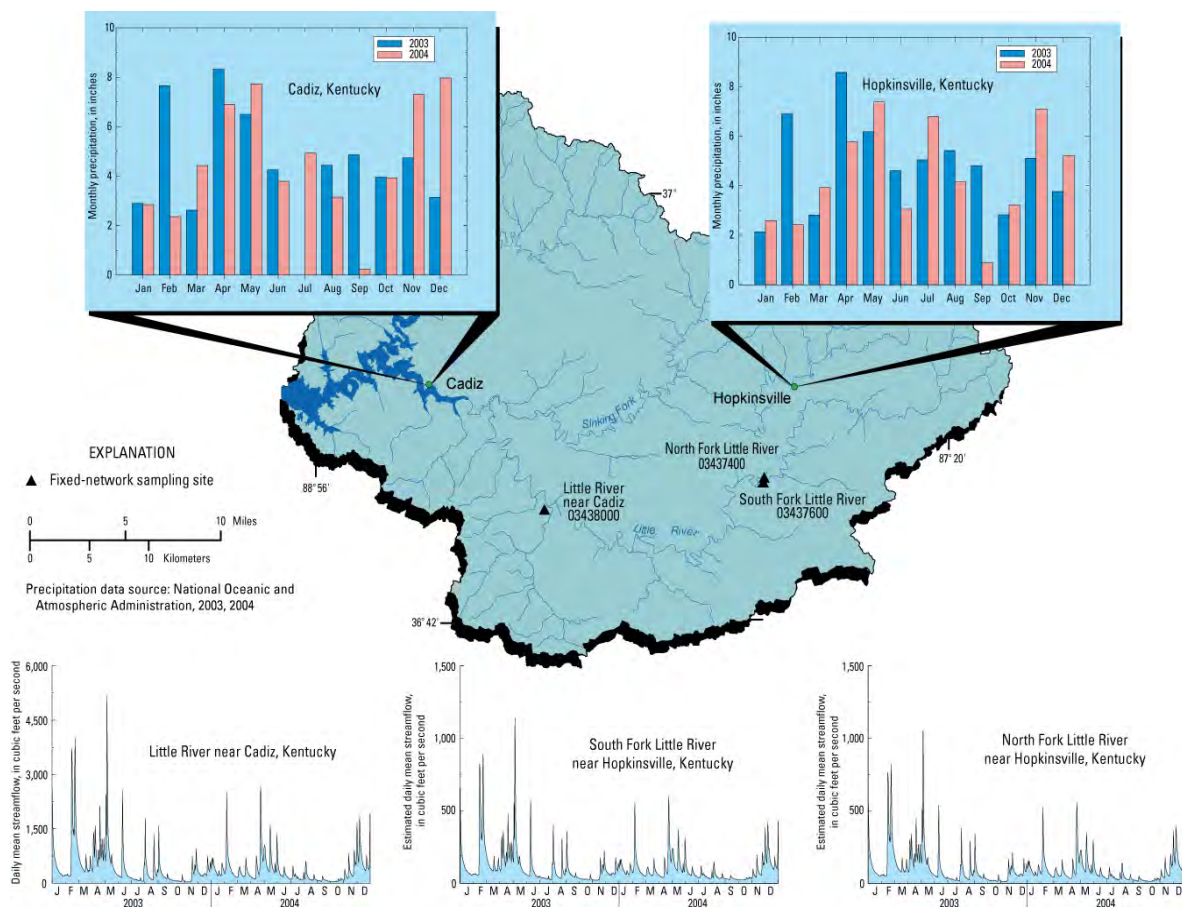 10
8
6
4
2
0
Monthly precipitation, in inches
2003
2004
Cadiz, Kentucky
Jan Feb Mar Apr May Jun Jul Aug Sep Oct Nov Dec
10
8
6
4
2
0
Monthly precipitation, in inches
2003
2004
Hopkinsville, Kentucky
Jan Feb Mar Apr May Jun Jul Aug Sep Oct Nov Dec
37°
Cadiz
Hopkinsville
Sinking Fork
North Fork Little River
03437400
87° 20'
EXPLANATION
Fixed-network sampling site
88° 56'
Little River
near Cadiz
03438000
South Fork Little River
03437600
Little River
0 5 10 Miles
0 5 10 Kilometers
Precipitation data source: National Oceanic and
Atmospheric Administration, 2003, 2004
36° 42'
Daily mean streamflow, in cubic feet per second
6,000
4,500
3,000
1,500
0
Little River near Cadiz, Kentucky
J F M A M J J A S O N D J F M A M J J A S O N D
2003 2004
Estimated daily mean streamflow,
in cubic feet per second
1,500
1,000
500
0
South Fork Little River
near Hopkinsville, Kentucky
J F M A M J J A S O N D J F M A M J J A S O N D
2003 2004
Estimated daily mean streamflow,
in cubic feet per second
1,500
1,000
500
0
North Fork Little River
near Hopkinsville, Kentucky
J F M A M J J A S O N D J F M A M J J A S O N D
2003 2004